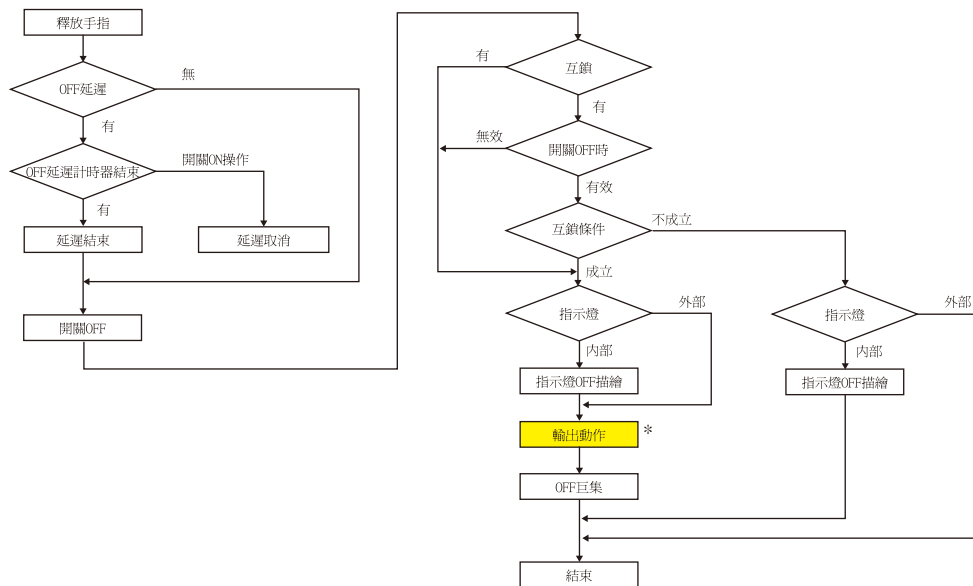 釋放手指
OFF延遲
無
有
OFF延遲計時器結束
開關ON操作
有
延遲結束
延遲取消
開關OFF
互鎖
有
有
開關OFF時
無效
有效
互鎖條件
不成立
成立
指示燈
外部
內部
指示燈OFF描繪
輸出動作
*
OFF巨集
結束
指示燈
外部
內部
指示燈OFF描繪